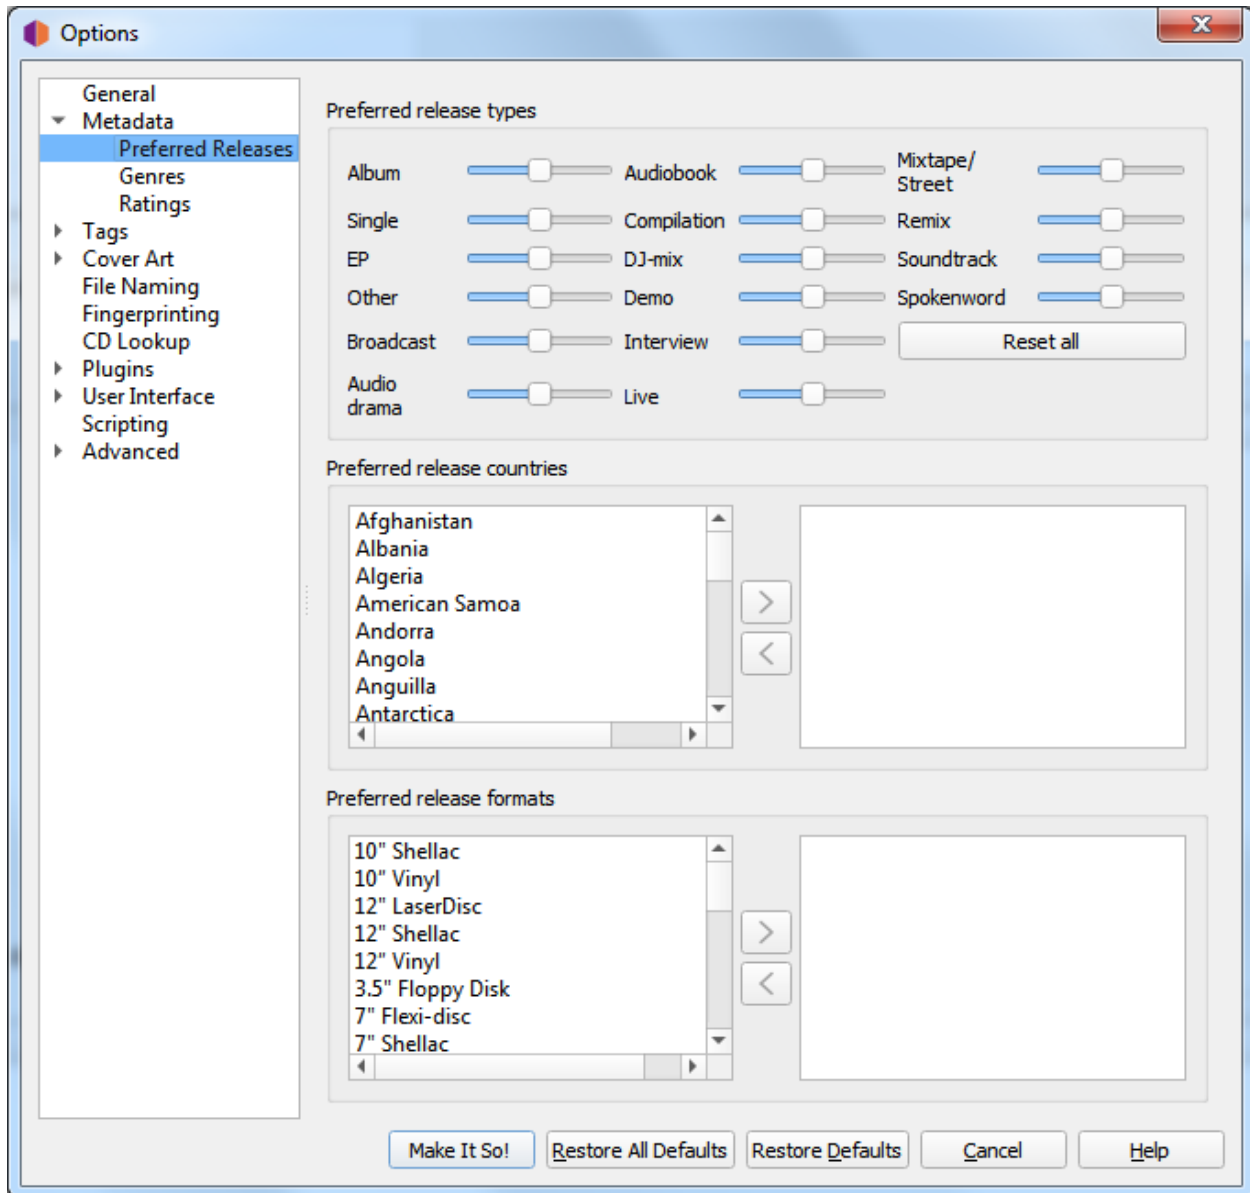 Options
General
Metadata
Preferred Releases
Genres
Ratings
Tags
Cover Art
File Naming
Fingerprinting
CD Lookup
Plugins
User Interface
Scripting
Advanced
Preferred release types
Album
Audiobook
Mixtape/
Street
Single
Compilation
Remix
EP
DJ-mix
Soundtrack
Other
Demo
Spokenword
Broadcast
Interview
Reset all
Audio
drama
Live
Preferred release countries
Afghanistan
Albania
Algeria
American Samoa
Andorra
Angola
Anguilla
Antarctica
>
<
Preferred release formats
10" Shellac
10" Vinyl
12" LaserDisc
12" Shellac
12" Vinyl
3.5" Floppy Disk
7" Flexi-disc
7" Shellac
>
<
Make It So!
Restore All Defaults
Restore Defaults
Cancel
Help